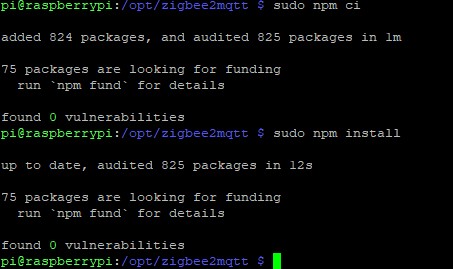 pi@raspberrypi:/opt/zigbee2mqtt $ sudo npm ci
added 824 packages, and audited 825 packages in 1m
75 packages are looking for funding
  run `npm fund` for details
found 0 vulnerabilities
pi@raspberrypi:/opt/zigbee2mqtt $ sudo npm install
up to date, audited 825 packages in 12s
75 packages are looking for funding
  run `npm fund` for details
found 0 vulnerabilities
pi@raspberrypi:/opt/zigbee2mqtt $